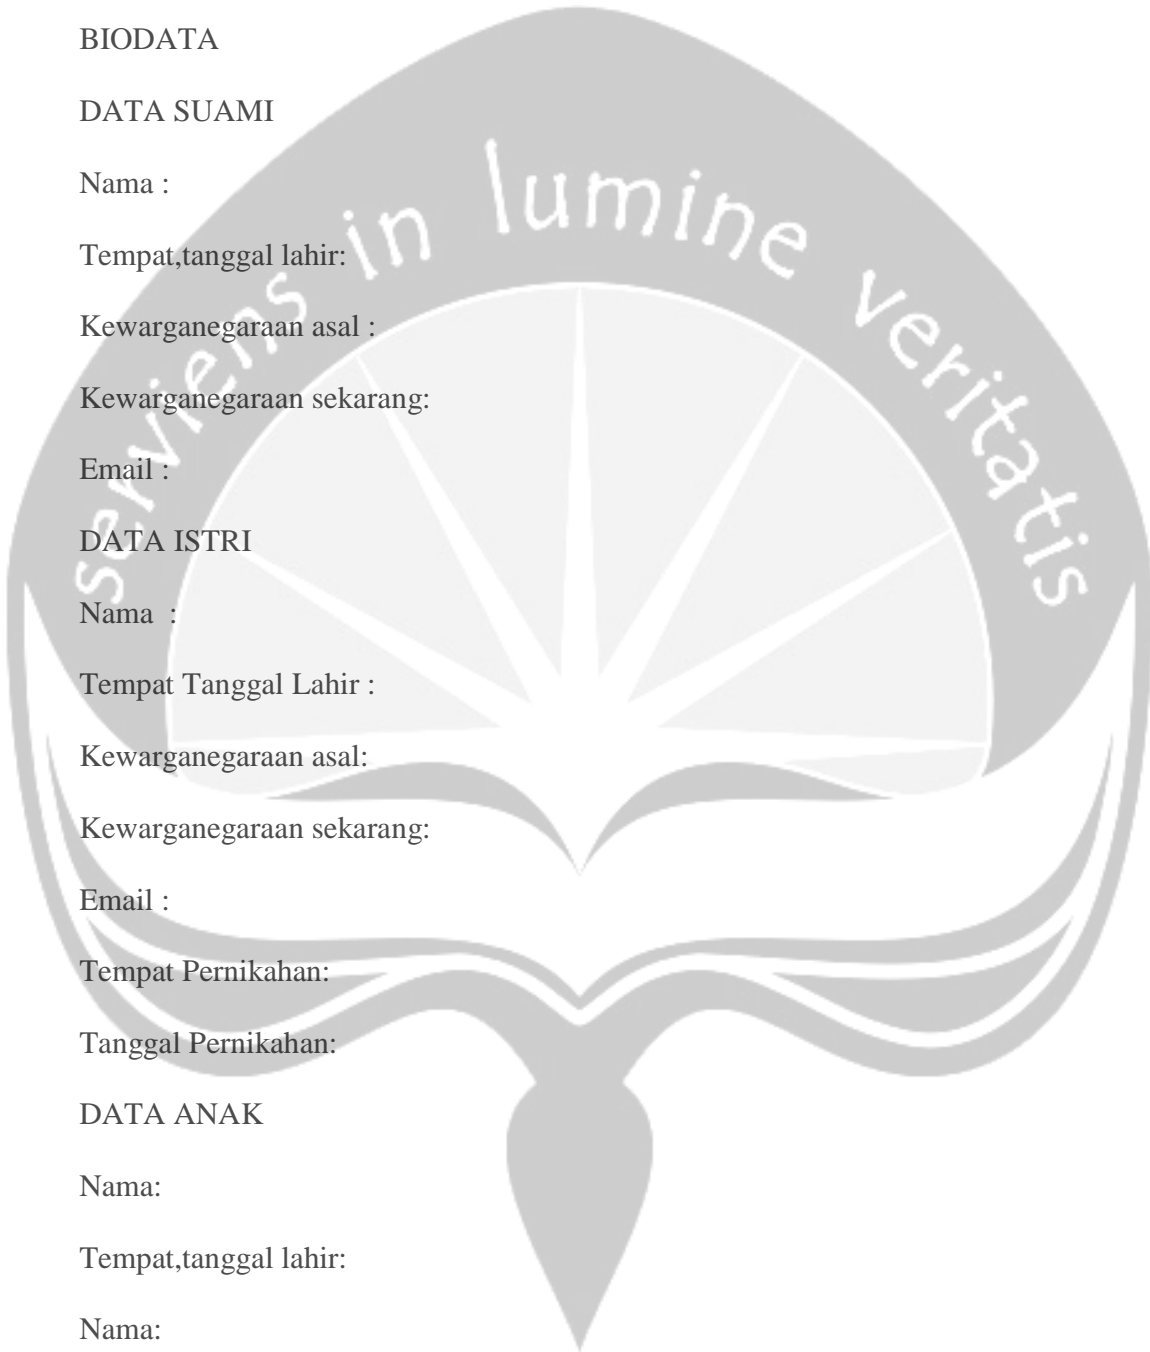 BIODATA
DATA SUAMI
Nama :
Tempat,tanggal lahir:
Kewarganegaraan asal :
Kewarganegaraan sekarang:
Email :
DATA ISTRI
Nama  :
Tempat Tanggal Lahir :
Kewarganegaraan asal:
Kewarganegaraan sekarang:
Email :
Tempat Pernikahan:
Tanggal Pernikahan:
DATA ANAK
Nama:
Tempat,tanggal lahir:
Nama:
serviens in lumine veritatis